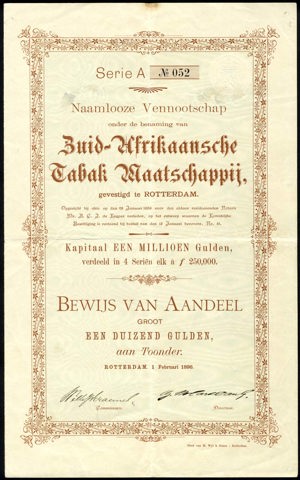 Serie A № 052
Naamlooze Vennootschap
onder de benaming van
Zuid-Afrikaansche
Tabak Maatschappij,
gevestigd te ROTTERDAM.
Kapitaal EEN MILLIOEN Gulden,
verdeeld in 4 Seriën elk à ƒ 250,000.
BEWIJS VAN AANDEEL
GROOT
EEN DUIZEND GULDEN,
aan Toonder.
ROTTERDAM, 1 Februari 1896.
Commissaris. Directeur.